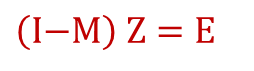 (I−M) Z = E